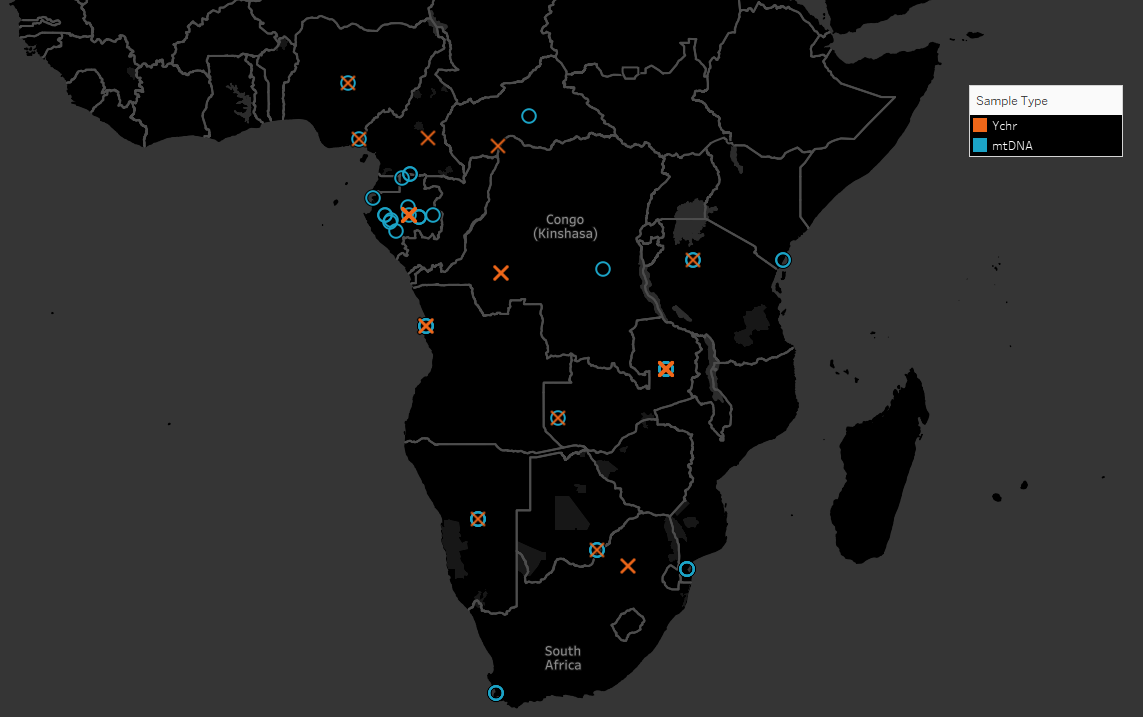 Sample Type
Ychr
mtDNA
Congo
(Kinshasa)
South
Africa